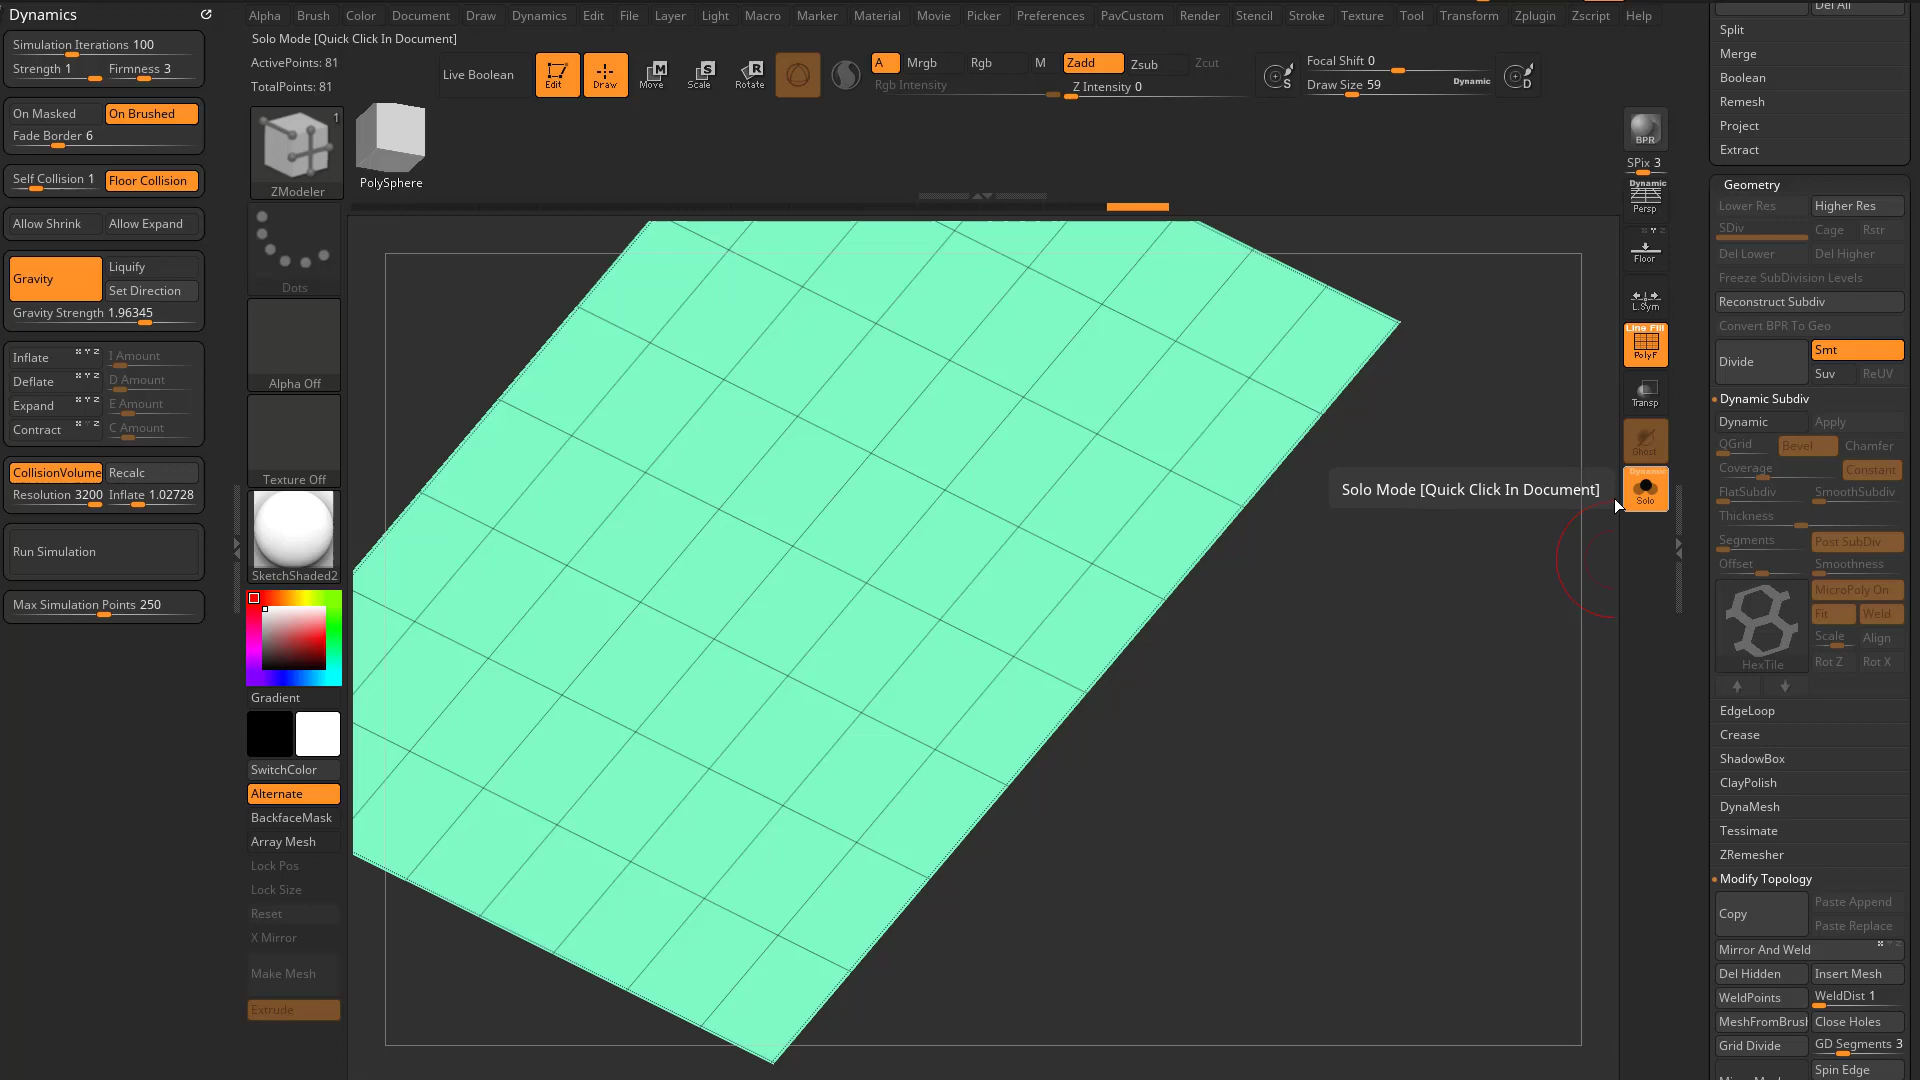 Dynamics
Simulation Iterations 100
Strength 1 Firmness 3
On Masked On Brushed
Fade Border 6
Self Collision 1 Floor Collision
Allow Shrink Allow Expand
Gravity Liquify
Set Direction
Gravity Strength 1.96345
Inflate X Y Z I Amount
Deflate X Y Z D Amount
Expand X Y Z E Amount
Contract X Y Z C Amount
CollisionVolume Recalc
Resolution 3200 Inflate 1.02728
Run Simulation
Max Simulation Points 250
Alpha Brush Color Document Draw Dynamics Edit File Layer Light Macro Marker Material Movie Picker Preferences PavCustom Render Stencil Stroke Texture Tool Transform Zplugin Zscript Help
Solo Mode [Quick Click In Document]
ActivePoints: 81
TotalPoints: 81
Live Boolean
Edit Draw Move Scale Rotate
M S R
A Mrgb Rgb M Zadd Zsub Zcut
Rgb Intensity Z Intensity 0
S
Focal Shift 0
Draw Size 59 Dynamic
D
1
ZModeler
PolySphere
Dots
Alpha Off
Texture Off
SketchShaded2
Gradient
SwitchColor
Alternate
BackfaceMask
Array Mesh
Lock Pos
Lock Size
Reset
X Mirror
Make Mesh
Extrude
Solo Mode [Quick Click In Document]
BPR
SPix 3
Dynamic
Persp
Floor
L.Sym
Line Fill
PolyF
Transp
Ghost
Dynamic
Solo
Del All
Split
Merge
Boolean
Remesh
Project
Extract
Geometry
Lower Res Higher Res
SDiv Cage Rstr
Del Lower Del Higher
Freeze SubDivision Levels
Reconstruct Subdiv
Convert BPR To Geo
Divide Smt
Suv ReUV
Dynamic Subdiv
Dynamic Apply
QGrid Bevel Chamfer
Coverage Constant
FlatSubdiv SmoothSubdiv
Thickness
Segments Post SubDiv
Offset Smoothness
MicroPoly On
Fit Weld
Scale Align
HexTile Rot Z Rot X
EdgeLoop
Crease
ShadowBox
ClayPolish
DynaMesh
Tessimate
ZRemesher
Modify Topology
Copy Paste Append
Paste Replace
Mirror And Weld
Del Hidden Insert Mesh
WeldPoints WeldDist 1
MeshFromBrus Close Holes
Grid Divide GD Segments 3
Spin Edge